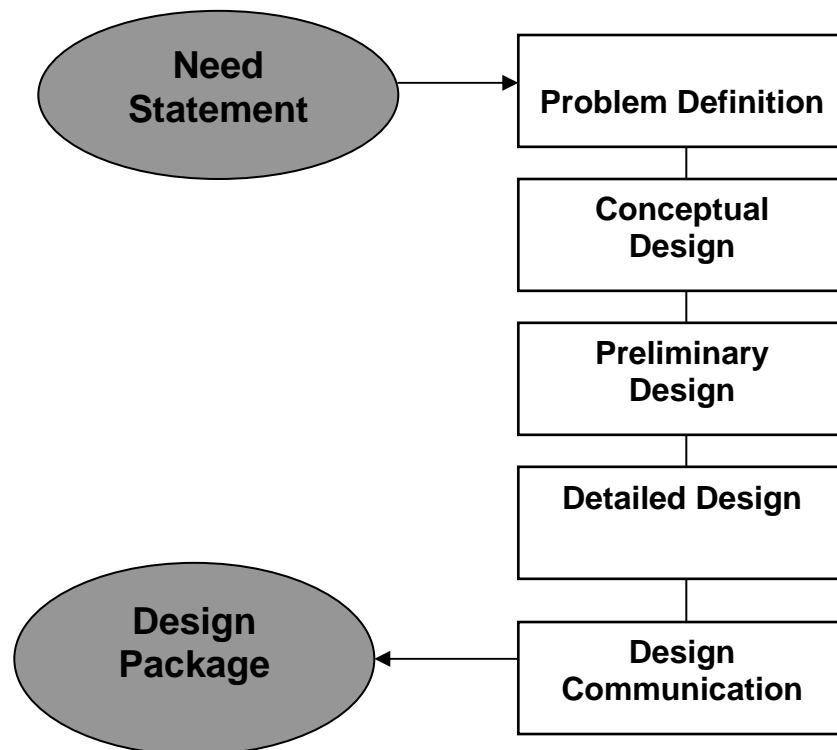 Need
Statement
Problem Definition
Conceptual
Design
Preliminary
Design
Detailed Design
Design
Communication
Design
Package